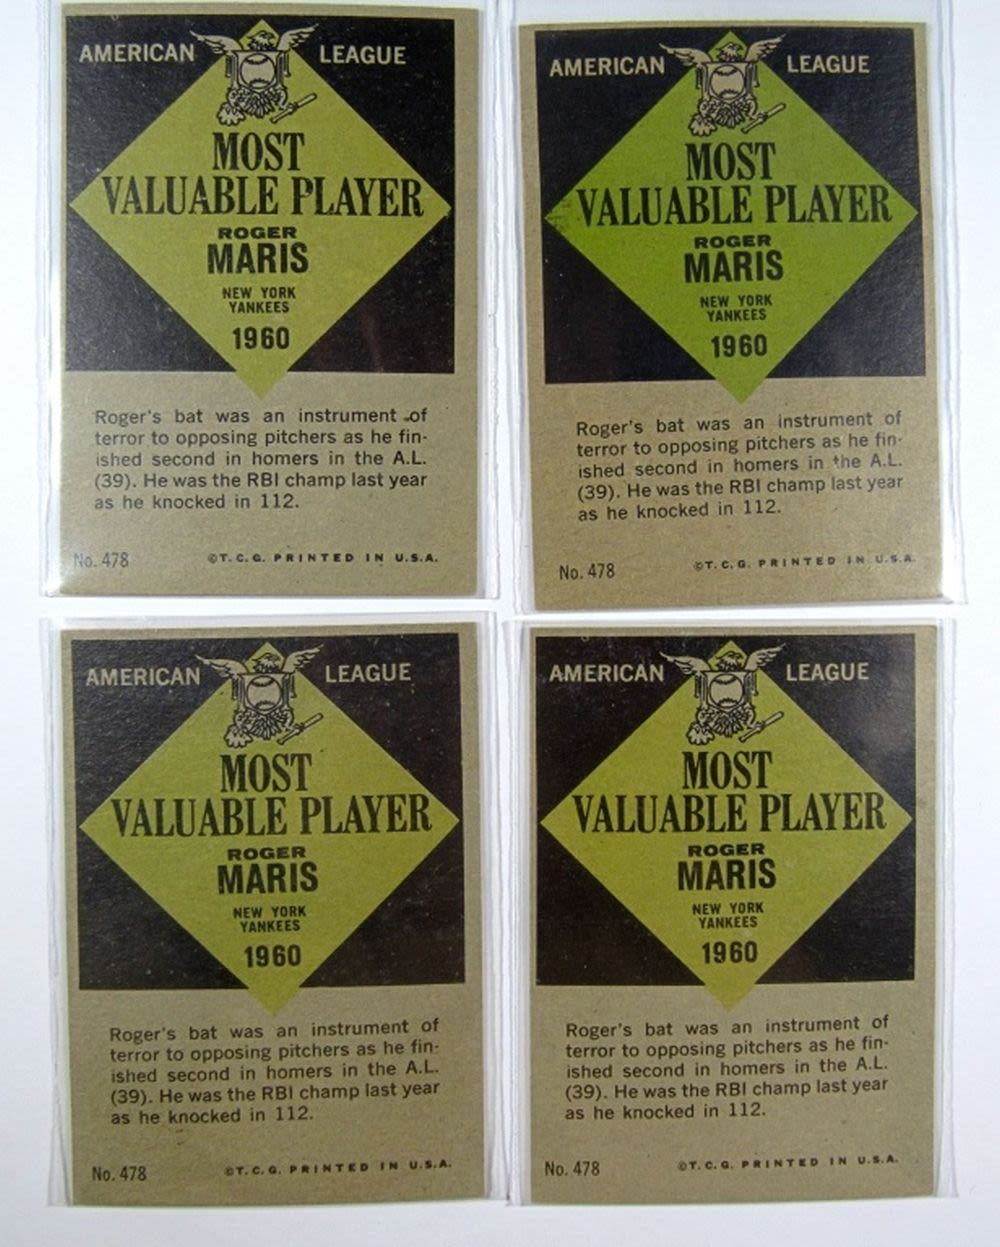 AMERICAN LEAGUE
MOST
VALUABLE PLAYER
ROGER
MARIS
NEW YORK
YANKEES
1960
Roger's bat was an instrument of
terror to opposing pitchers as he fin-
ished second in homers in the A.L.
(39). He was the RBI champ last year
as he knocked in 112.
No. 478 ©T.C.G. PRINTED IN U.S.A.
AMERICAN LEAGUE
MOST
VALUABLE PLAYER
ROGER
MARIS
NEW YORK
YANKEES
1960
Roger's bat was an instrument of
terror to opposing pitchers as he fin-
ished second in homers in the A.L.
(39). He was the RBI champ last year
as he knocked in 112.
No. 478 ©T.C.G. PRINTED IN U.S.A.
AMERICAN LEAGUE
MOST
VALUABLE PLAYER
ROGER
MARIS
NEW YORK
YANKEES
1960
Roger's bat was an instrument of
terror to opposing pitchers as he fin-
ished second in homers in the A.L.
(39). He was the RBI champ last year
as he knocked in 112.
No. 478 ©T.C.G. PRINTED IN U.S.A.
AMERICAN LEAGUE
MOST
VALUABLE PLAYER
ROGER
MARIS
NEW YORK
YANKEES
1960
Roger's bat was an instrument of
terror to opposing pitchers as he fin-
ished second in homers in the A.L.
(39). He was the RBI champ last year
as he knocked in 112.
No. 478 ©T.C.G. PRINTED IN U.S.A.